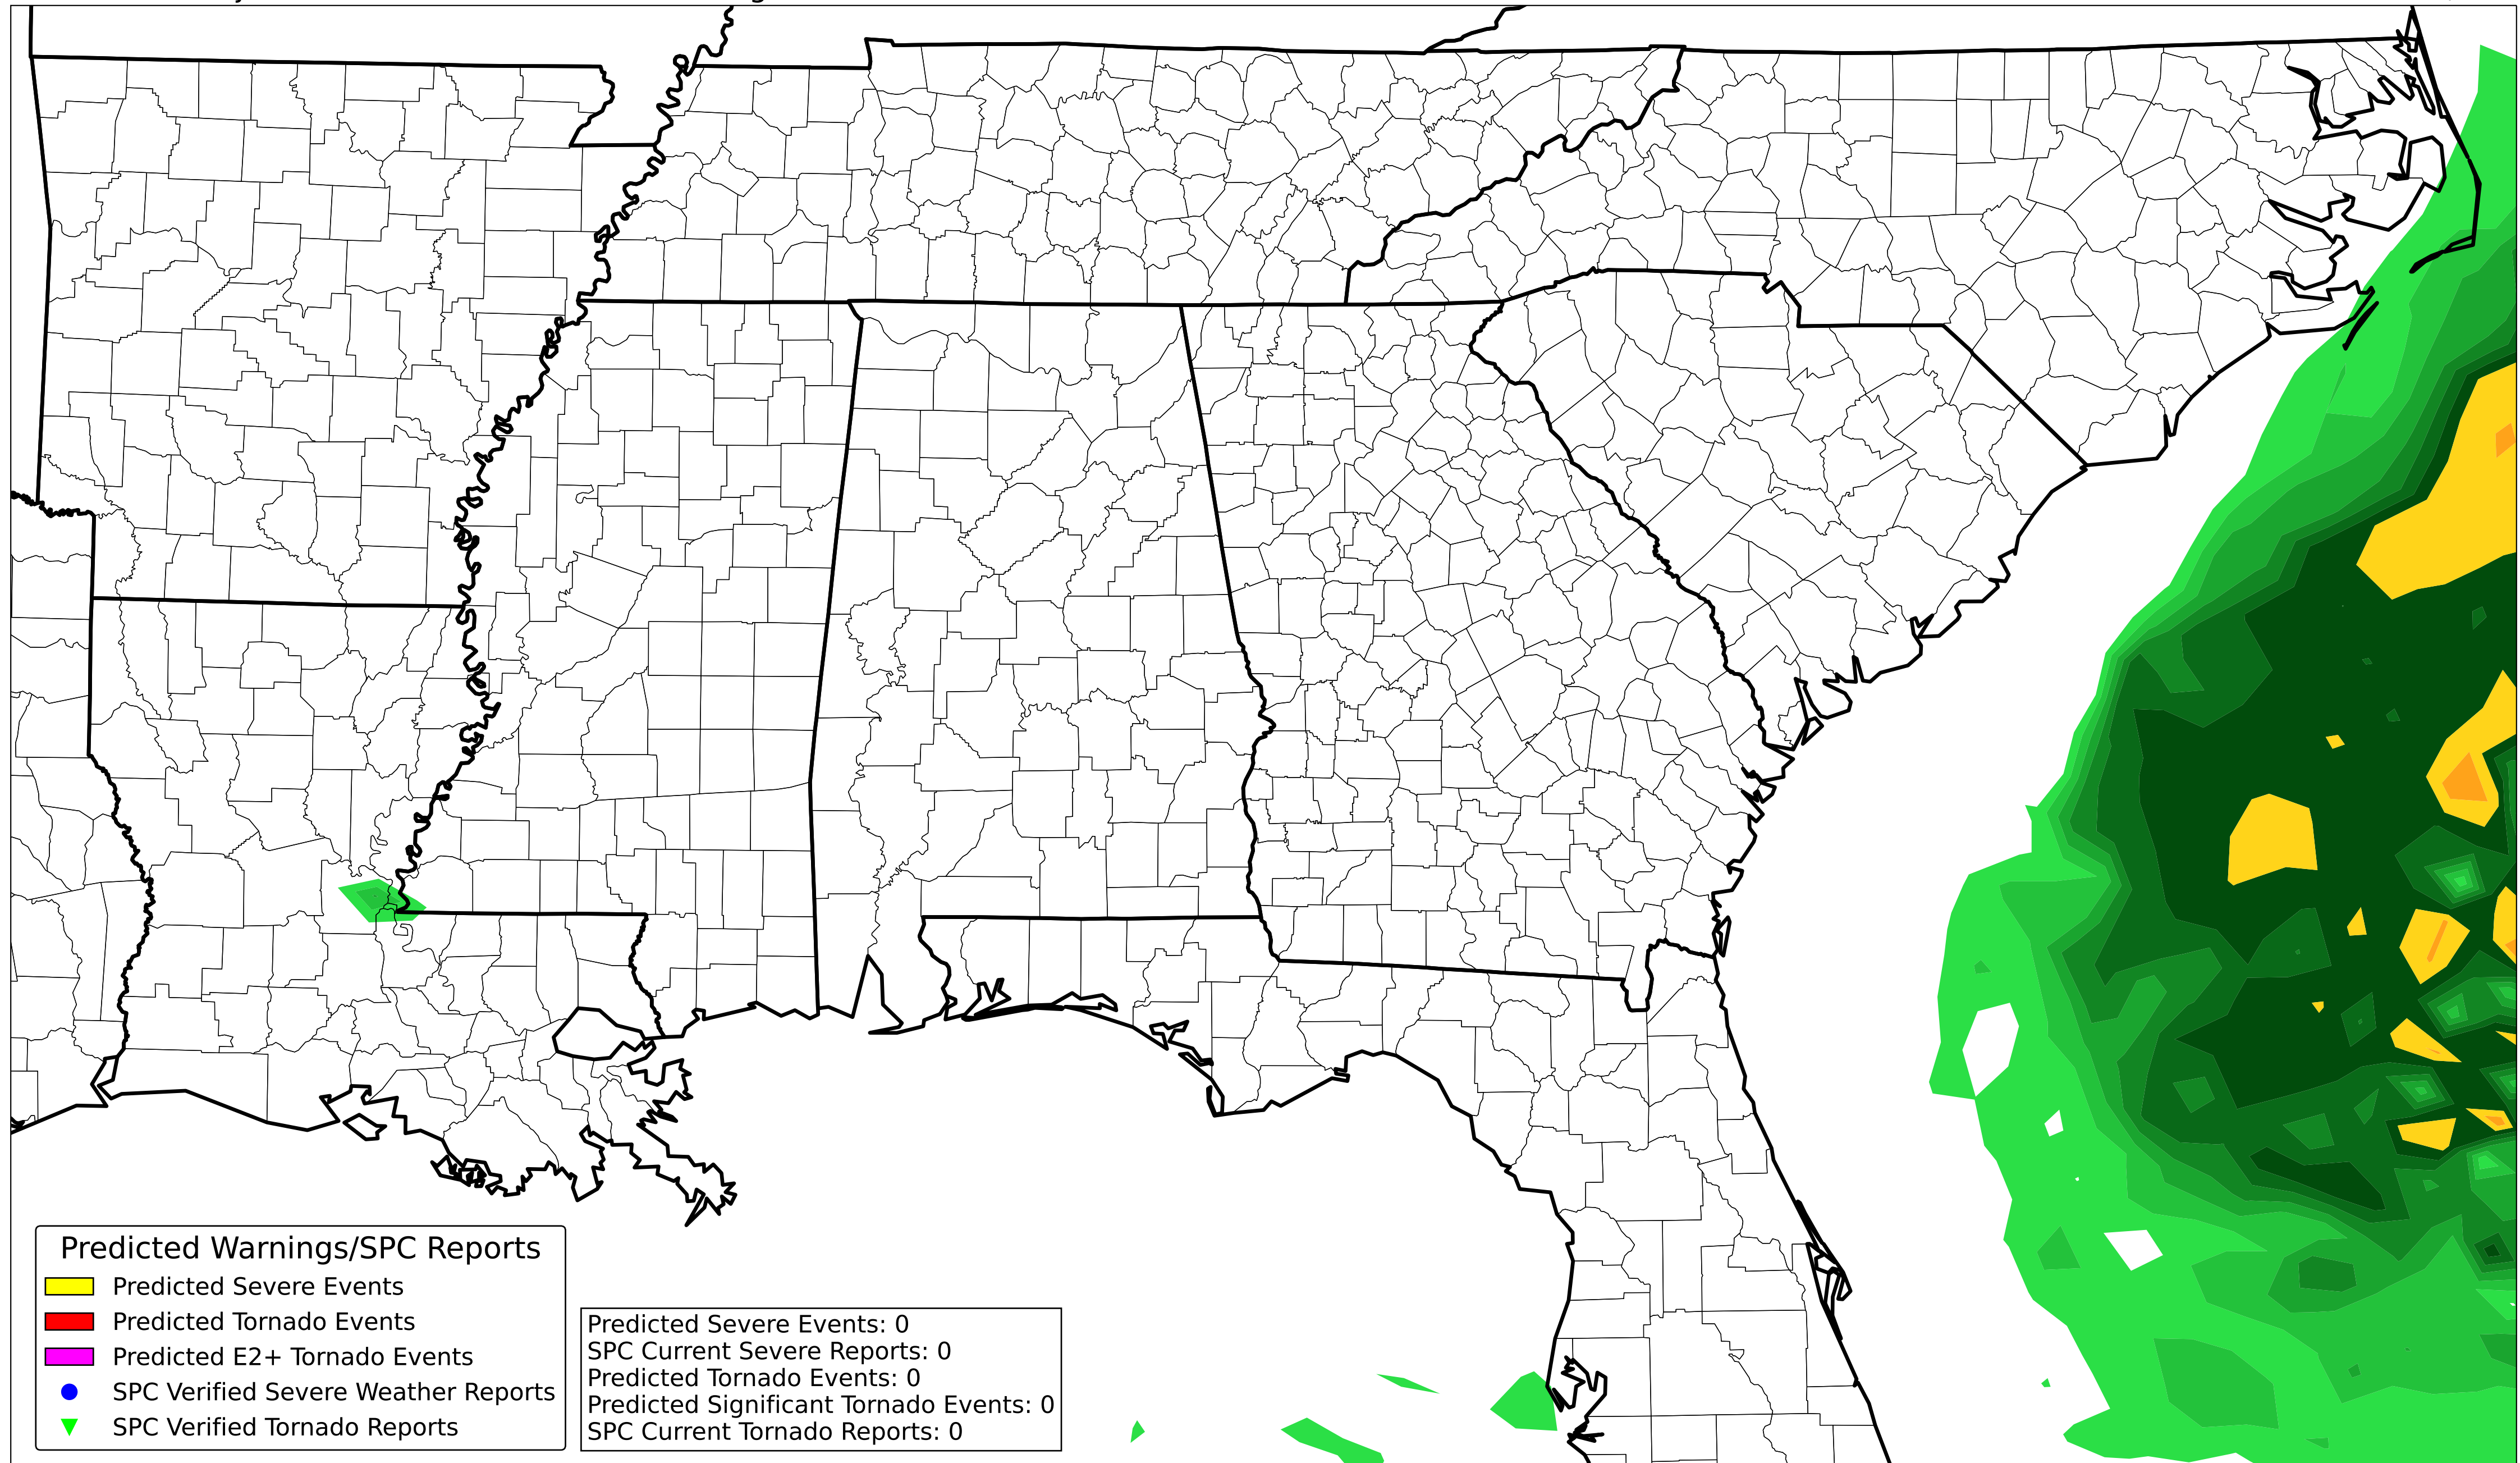 Predicted Warnings/SPC Reports
Predicted Severe Events
Predicted Tornado Events
Predicted E2+ Tornado Events
SPC Verified Severe Weather Reports
SPC Verified Tornado Reports
Predicted Severe Events: 0
SPC Current Severe Reports: 0
Predicted Tornado Events: 0
Predicted Significant Tornado Events: 0
SPC Current Tornado Reports: 0